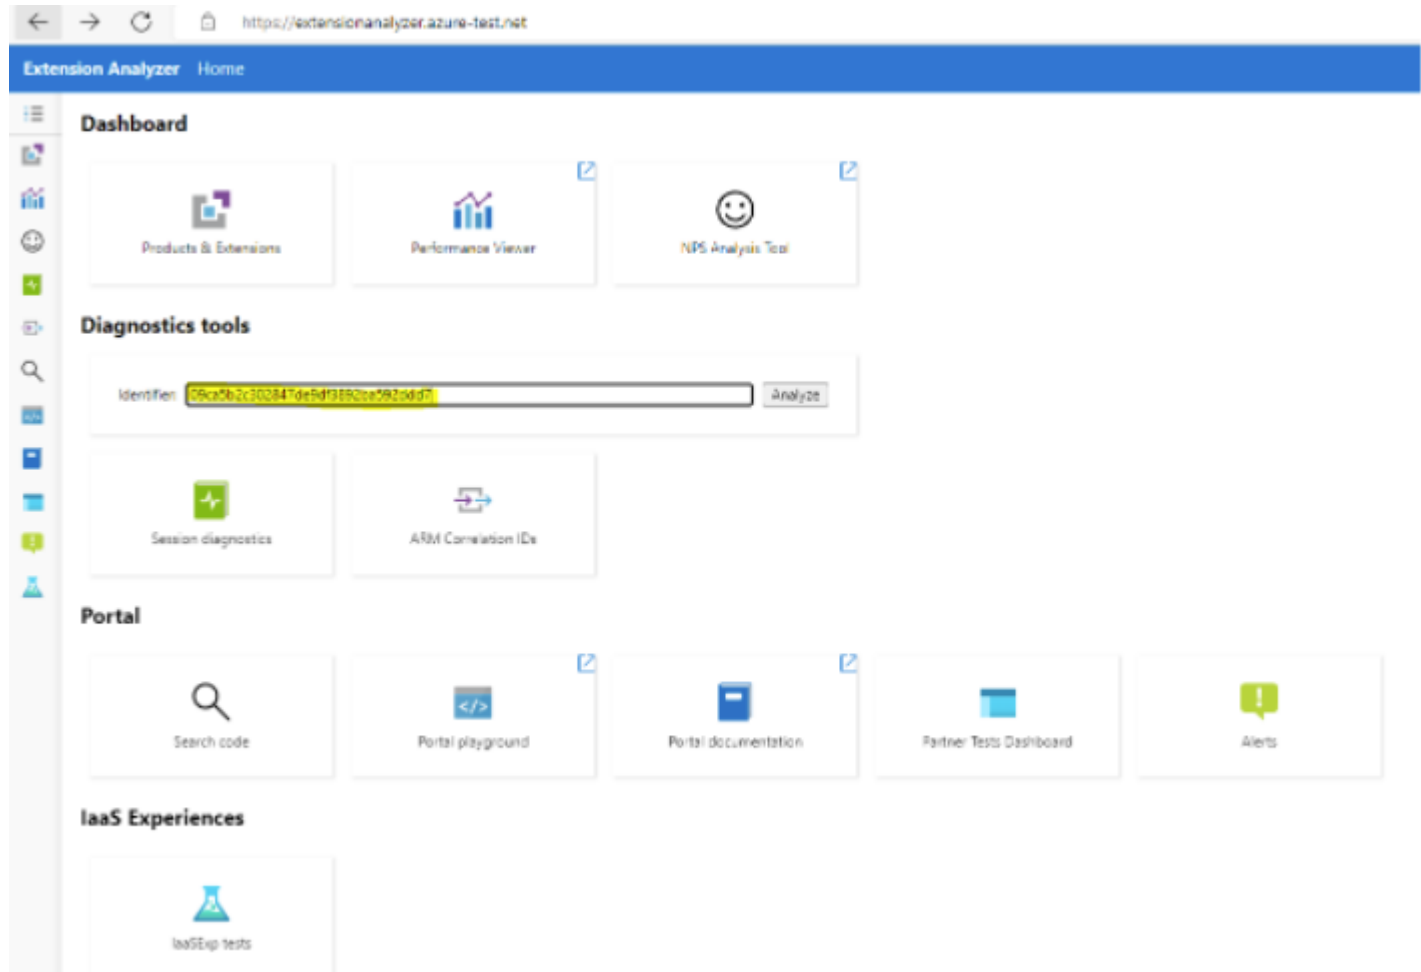 https://extensionanalyzer.azure-test.net
Extension Analyzer Home
Dashboard
Products & Extensions
Performance Viewer
NPS Analysis Tool
Diagnostics tools
Identifier:
Analyze
Session diagnostics
ARM Correlation IDs
Portal
Search code
Portal playground
Portal documentation
Partner Tests Dashboard
Alerts
IaaS Experiences
IaaSExp tests